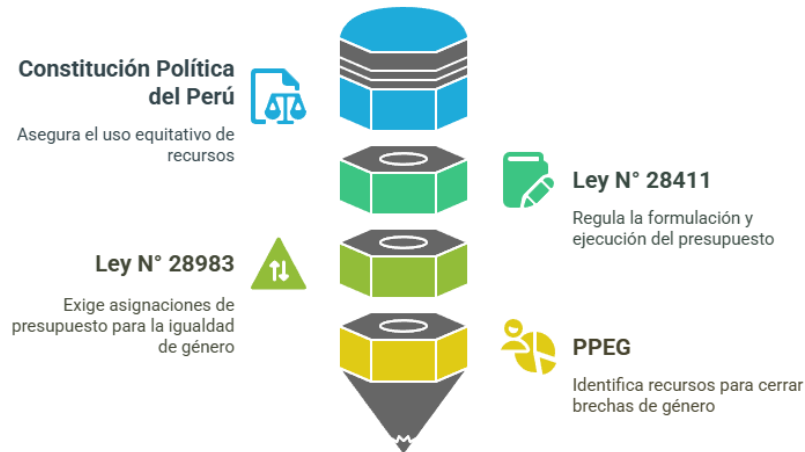 Constitución Política
del Perú
Asegura el uso equitativo de
recursos
Ley N° 28411
Regula la formulación y
ejecución del presupuesto
Ley N° 28983
Exige asignaciones de
presupuesto para la igualdad
de género
PPEG
Identifica recursos para cerrar
brechas de género